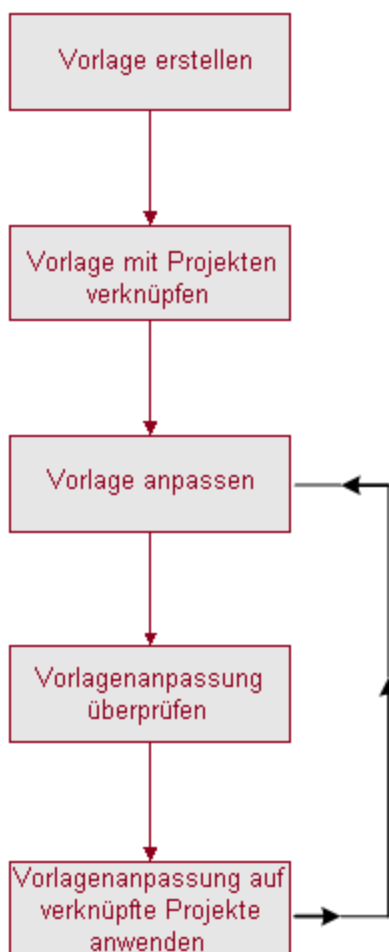 Vorlage erstellen
Vorlage mit Projekten
verknüpfen
Vorlage anpassen
Vorlagenanpassung
überprüfen
Vorlagenanpassung auf
verknüpfte Projekte
anwenden